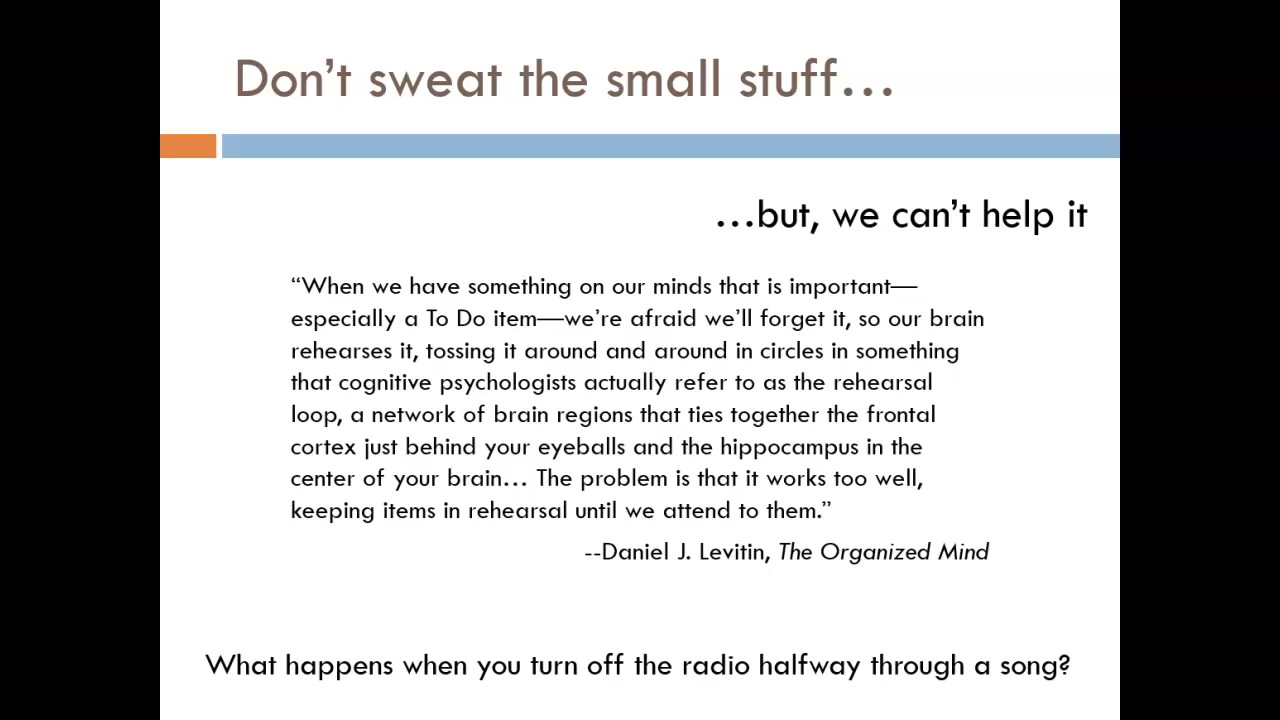 Don’t sweat the small stuff…
…but, we can’t help it
“When we have something on our minds that is important—
especially a To Do item—we’re afraid we’ll forget it, so our brain
rehearses it, tossing it around and around in circles in something
that cognitive psychologists actually refer to as the rehearsal
loop, a network of brain regions that ties together the frontal
cortex just behind your eyeballs and the hippocampus in the
center of your brain… The problem is that it works too well,
keeping items in rehearsal until we attend to them.”
--Daniel J. Levitin, The Organized Mind
What happens when you turn off the radio halfway through a song?